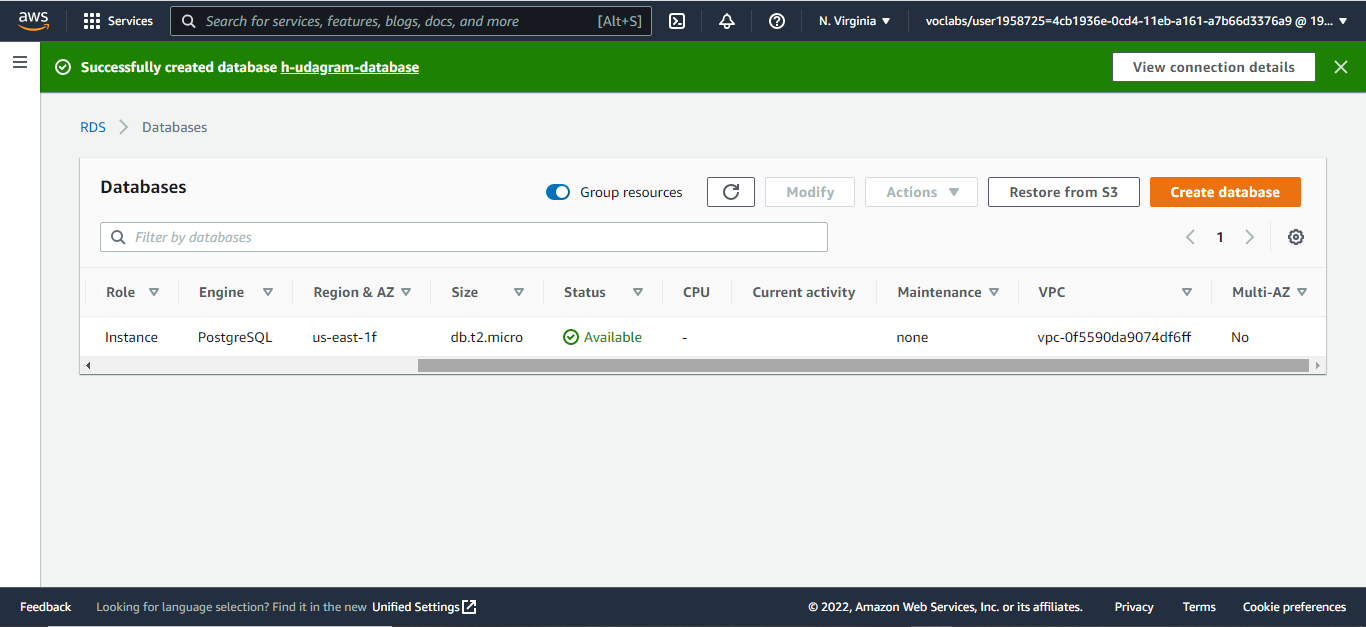 aws Services Search for services, features, blogs, docs, and more [Alt+S] N. Virginia voclabs/user1958725=4cb1936e-0cd4-11eb-a161-a7b66d3376a9 @ 19...
Successfully created database h-udagram-database View connection details
RDS Databases
Databases Group resources Modify Actions Restore from S3 Create database
Filter by databases 1
Role Engine Region & AZ Size Status CPU Current activity Maintenance VPC Multi-AZ
Instance PostgreSQL us-east-1f db.t2.micro Available - none vpc-0f5590da9074df6ff No
Feedback Looking for language selection? Find it in the new Unified Settings © 2022, Amazon Web Services, Inc. or its affiliates. Privacy Terms Cookie preferences